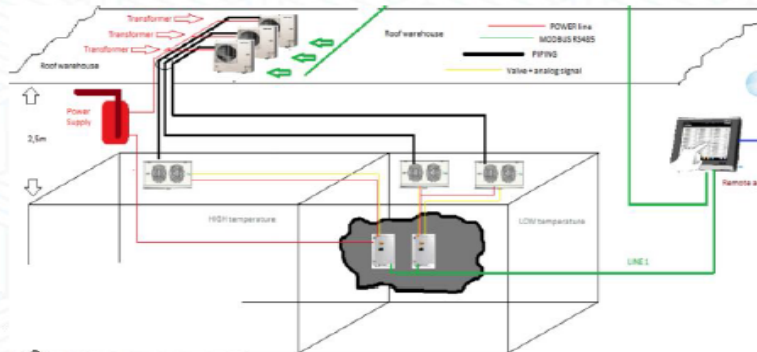 Transformer
Transformer
Transformer
Roof warehouse
Roof warehouse
POWER line
MODBUS RS485
PIPING
Valve + analog signal
Power
Supply
2,5m
Remote a
HIGH temperature
LOW temperature
LINE 1